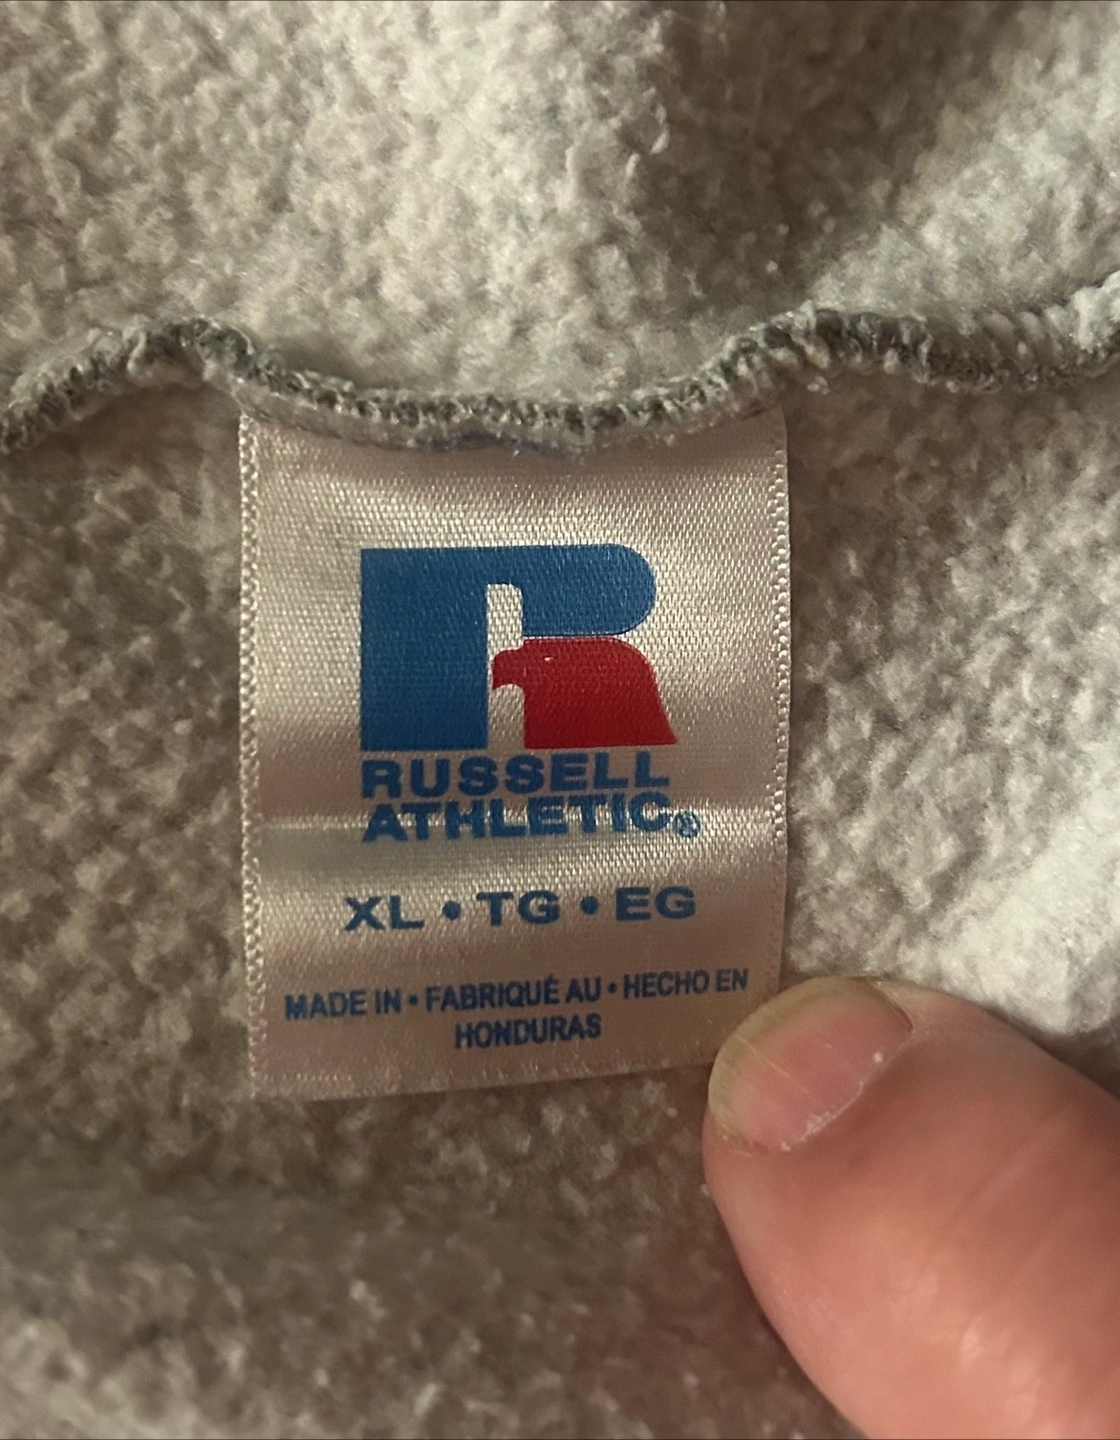 RUSSELL
ATHLETIC®
XL • TG • EG
MADE IN • FABRIQUÉ AU • HECHO EN
HONDURAS